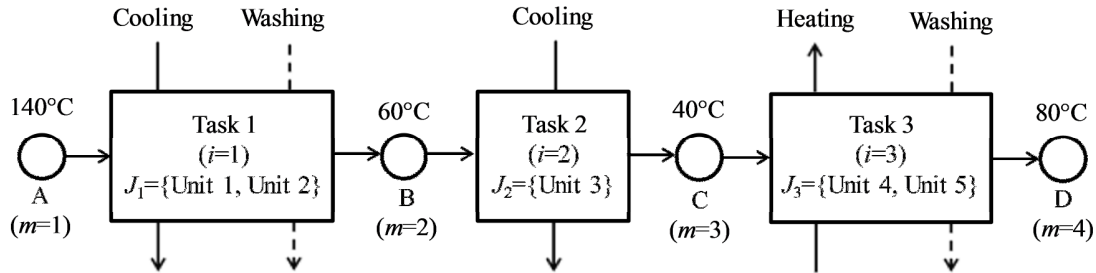 Cooling
Washing
Cooling
Heating
Washing
140°C
A
(m=1)
Task 1
(i=1)
J₁={Unit 1, Unit 2}
60°C
B
(m=2)
Task 2
(i=2)
J₂={Unit 3}
40°C
C
(m=3)
Task 3
(i=3)
J₃={Unit 4, Unit 5}
80°C
D
(m=4)